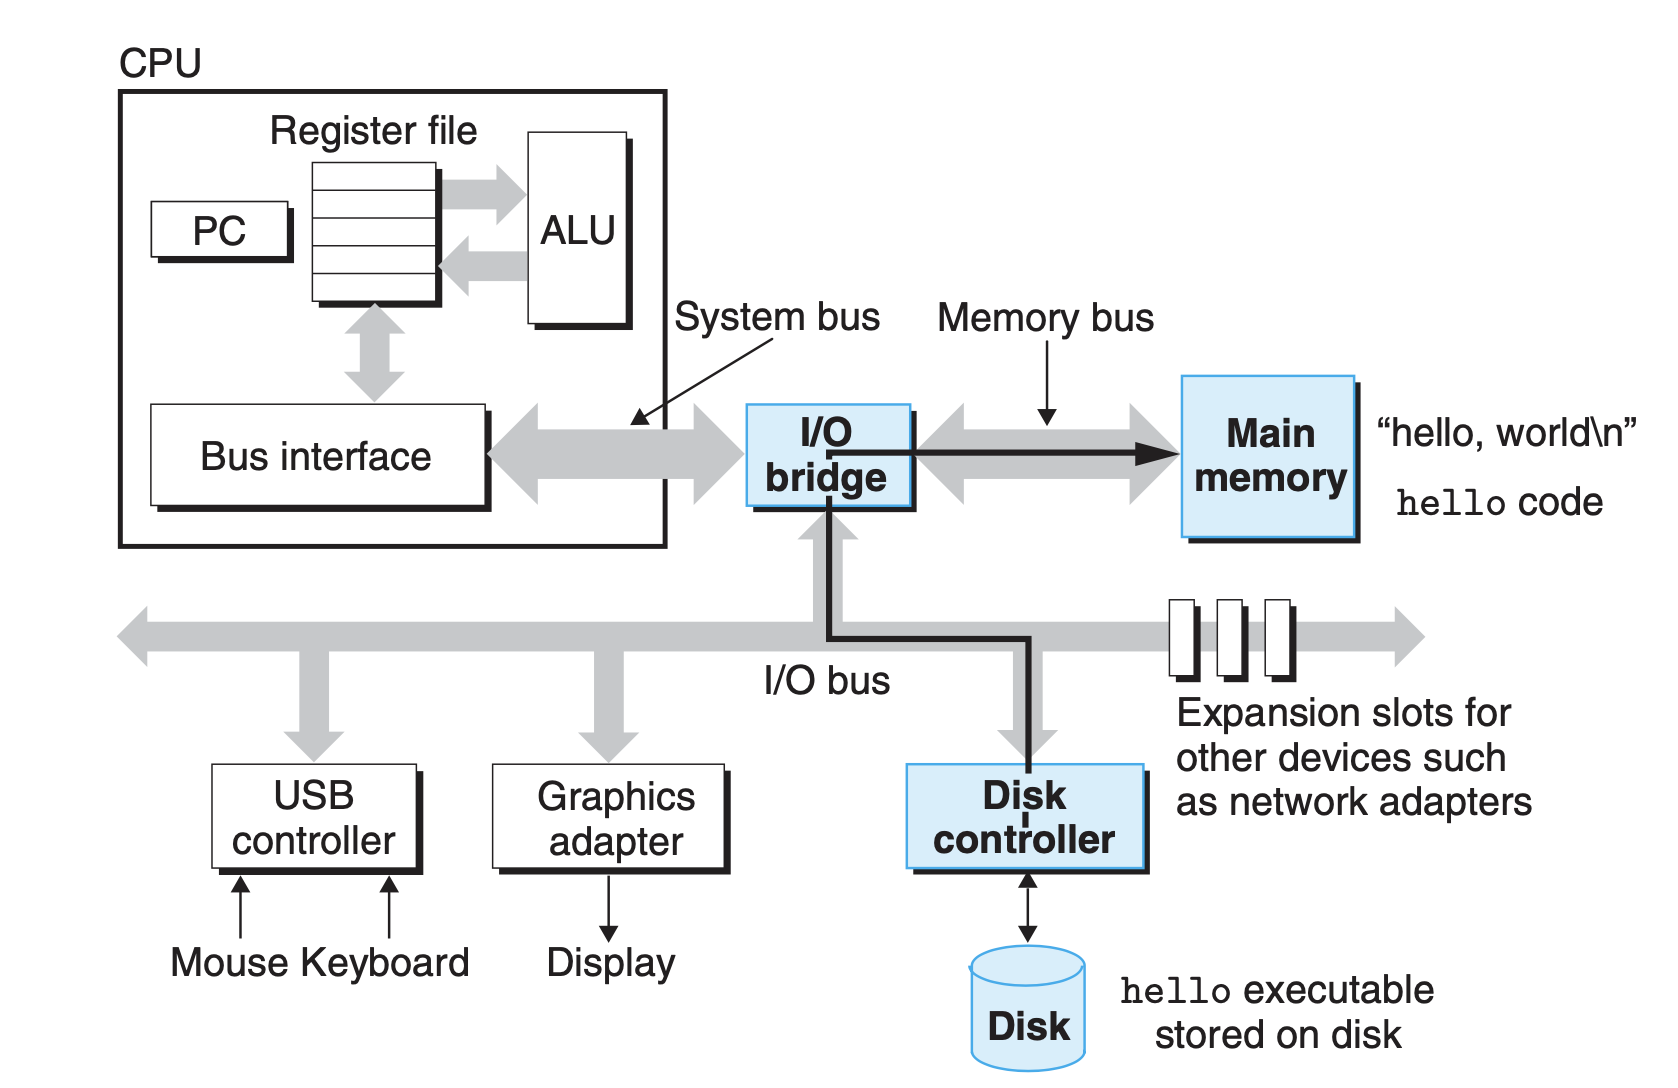 CPU
Register file
PC
ALU
System bus
Memory bus
Bus interface
I/O
bridge
Main
memory
“hello, world\n”
hello code
I/O bus
Expansion slots for
other devices such
as network adapters
USB
controller
Graphics
adapter
Disk
controller
Mouse Keyboard
Display
Disk
hello executable
stored on disk